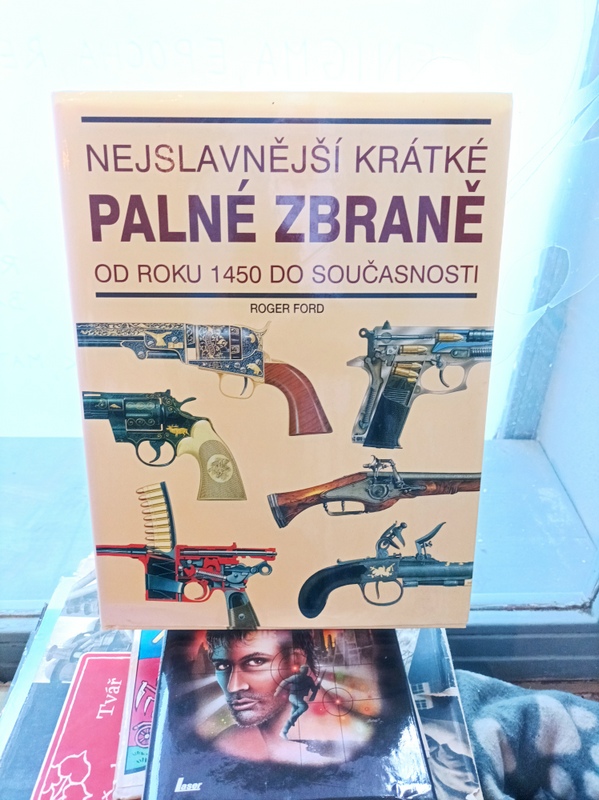 NEJSLAVNĚJŠÍ KRÁTKÉ
PALNÉ ZBRANĚ
OD ROKU 1450 DO SOUČASNOSTI
ROGER FORD
Tvář
Laser